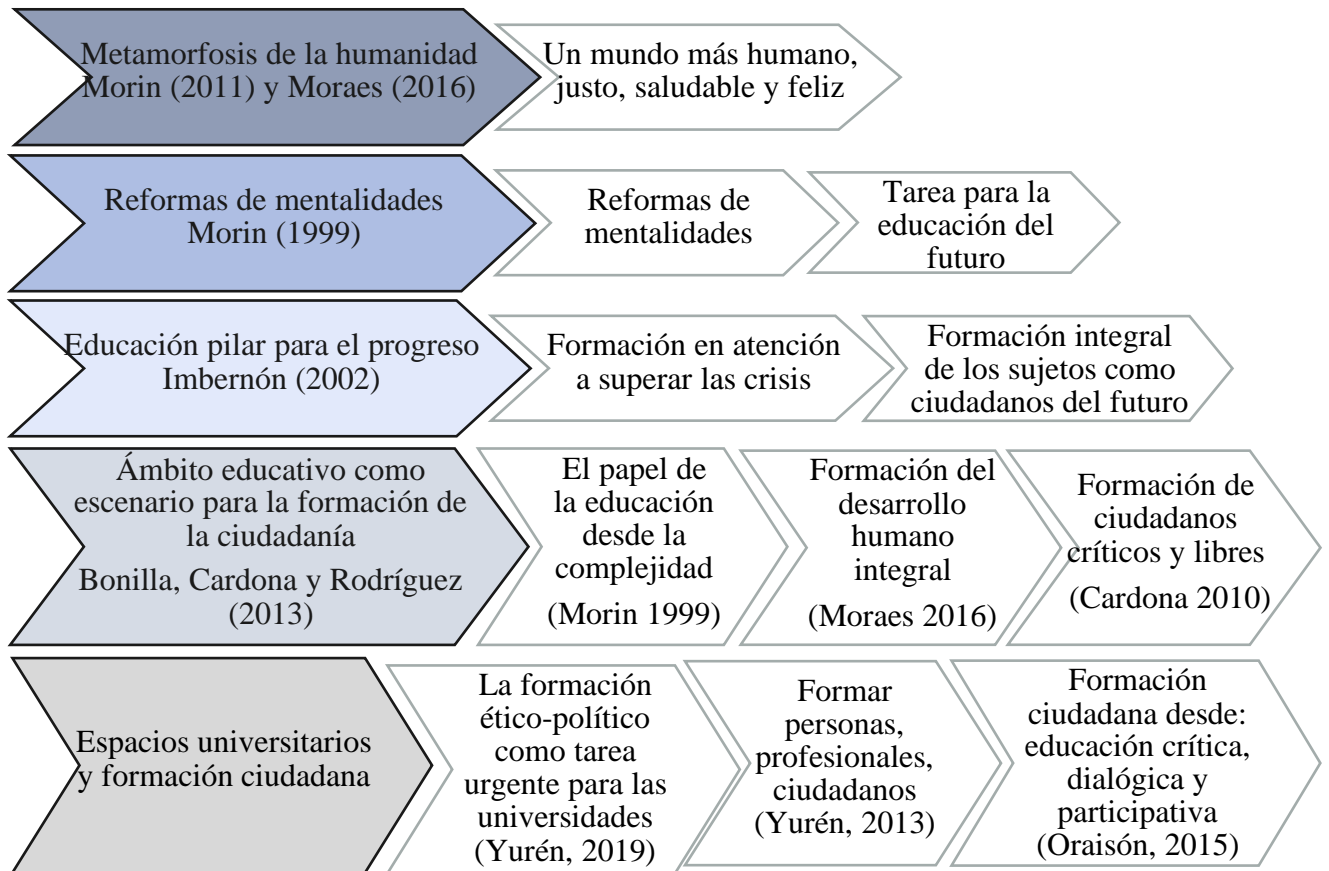 Metamorfosis de la humanidad
Morin (2011) y Moraes (2016)
Un mundo más humano,
justo, saludable y feliz
Reformas de mentalidades
Morin (1999)
Reformas de
mentalidades
Tarea para la
educación del
futuro
Educación pilar para el progreso
Imbernón (2002)
Formación en atención
a superar las crisis
Formación integral
de los sujetos como
ciudadanos del futuro
Ámbito educativo como
escenario para la formación de
la ciudadanía
Bonilla, Cardona y Rodríguez
(2013)
El papel de
la educación
desde la
complejidad
(Morin 1999)
Formación del
desarrollo
humano
integral
(Moraes 2016)
Formación de
ciudadanos
críticos y libres
(Cardona 2010)
Espacios universitarios
y formación ciudadana
La formación
ético-político
como tarea
urgente para las
universidades
(Yurén, 2019)
Formar
personas,
profesionales,
ciudadanos
(Yurén, 2013)
Formación
ciudadana desde:
educación crítica,
dialógica y
participativa
(Oraisón, 2015)